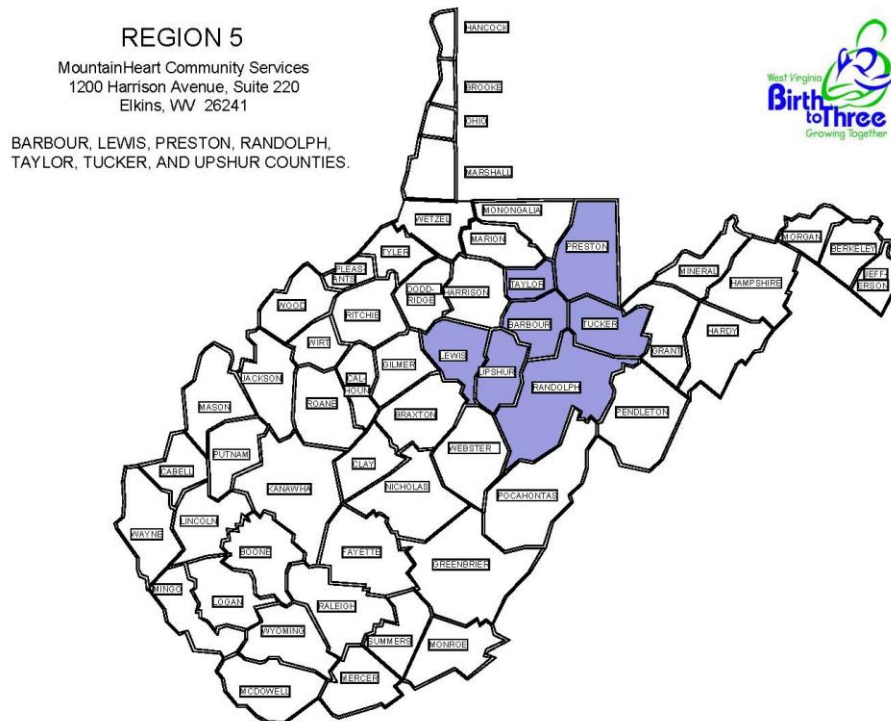 REGION 5
MountainHeart Community Services
1200 Harrison Avenue, Suite 220
Elkins, WV 26241
BARBOUR, LEWIS, PRESTON, RANDOLPH,
TAYLOR, TUCKER, AND UPSHUR COUNTIES.
West Virginia
Birth
to Three
Growing Together
HANCOCK
BROOKE
OHIO
MARSHALL
WETZEL
MONONGALIA
MARION
PRESTON
MORGAN
BERKELEY
JEFF-
ERSON
MINERAL
HAMPSHIRE
TYLER
PLEAS-
ANTS
DODD-
RIDGE
HARRISON
TAYLOR
WOOD
RITCHIE
BARBOUR
TUCKER
GRANT
HARDY
WIRT
GILMER
LEWIS
UPSHUR
RANDOLPH
JACKSON
CAL-
HOUN
ROANE
MASON
BRAXTON
PENDLETON
PUTNAM
CABELL
CLAY
WEBSTER
KANAWHA
NICHOLAS
POCAHONTAS
WAYNE
LINCOLN
BOONE
FAYETTE
GREENBRIER
MINGO
LOGAN
RALEIGH
WYOMING
SUMMERS
MONROE
MERCER
MCDOWELL